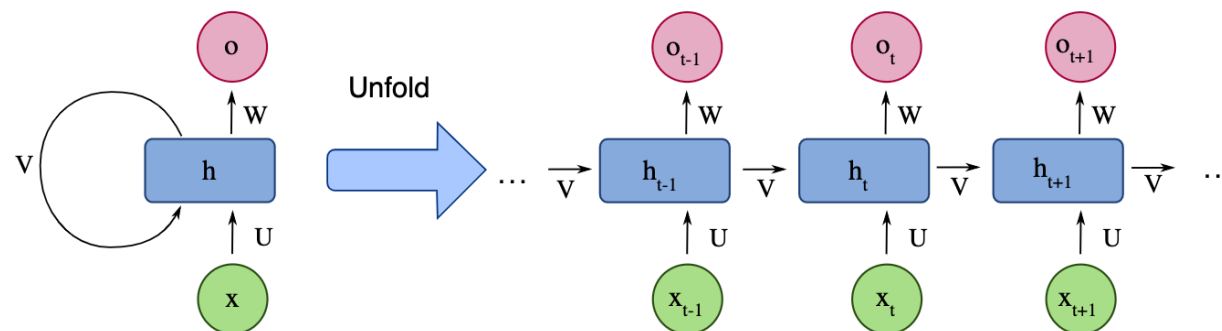 o
o_{t-1}
o_t
o_{t+1}
Unfold
W
W
W
W
V
h
...
V
h_{t-1}
V
h_t
V
h_{t+1}
V
..
U
U
U
U
x
x_{t-1}
x_t
x_{t+1}